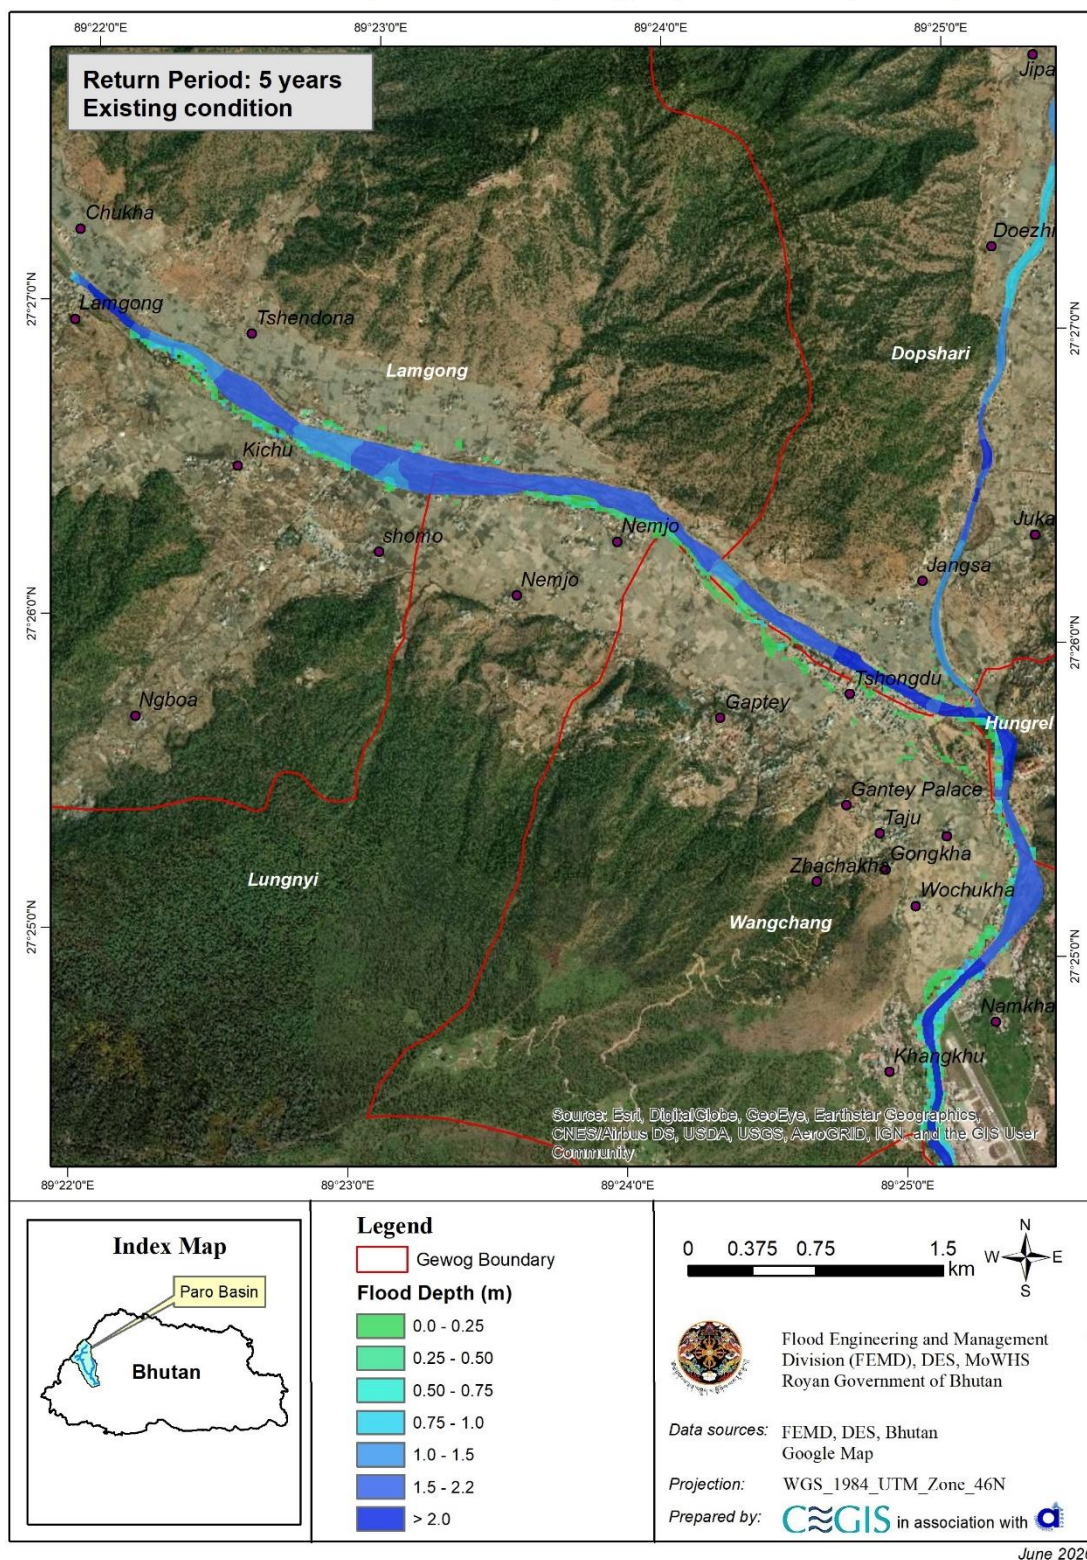 89°22'0"E
89°23'0"E
89°24'0"E
89°25'0"E
Return Period: 5 years
Existing condition
Jipa
Chukha
Doezhi
27°27'0"N
27°27'0"N
Lamgong
Tshendona
Lamgong
Dopshari
Kichu
Nemjo
Juka
shomo
Jangsa
Nemjo
27°26'0"N
27°26'0"N
Tshongdu
Ngboa
Gaptey
Hungrel
Gantey Palace
Taju
Gongkha
Zhachakha
Lungnyi
Wochukha
Wangchang
27°25'0"N
27°25'0"N
Namkha
Khangkhu
Source: Esri, DigitalGlobe, GeoEye, Earthstar Geographics,
CNES/Airbus DS, USDA, USGS, AeroGRID, IGN, and the GIS User
Community
89°22'0"E
89°23'0"E
89°24'0"E
89°25'0"E
Index Map
Paro Basin
Bhutan
Legend
Gewog Boundary
Flood Depth (m)
0.0 - 0.25
0.25 - 0.50
0.50 - 0.75
0.75 - 1.0
1.0 - 1.5
1.5 - 2.2
> 2.0
0 0.375 0.75 1.5
km
N
W E
S
Flood Engineering and Management
Division (FEMD), DES, MoWHS
Royan Government of Bhutan
Data sources: FEMD, DES, Bhutan
Google Map
Projection: WGS_1984_UTM_Zone_46N
Prepared by: CEGIS in association with
June 2020